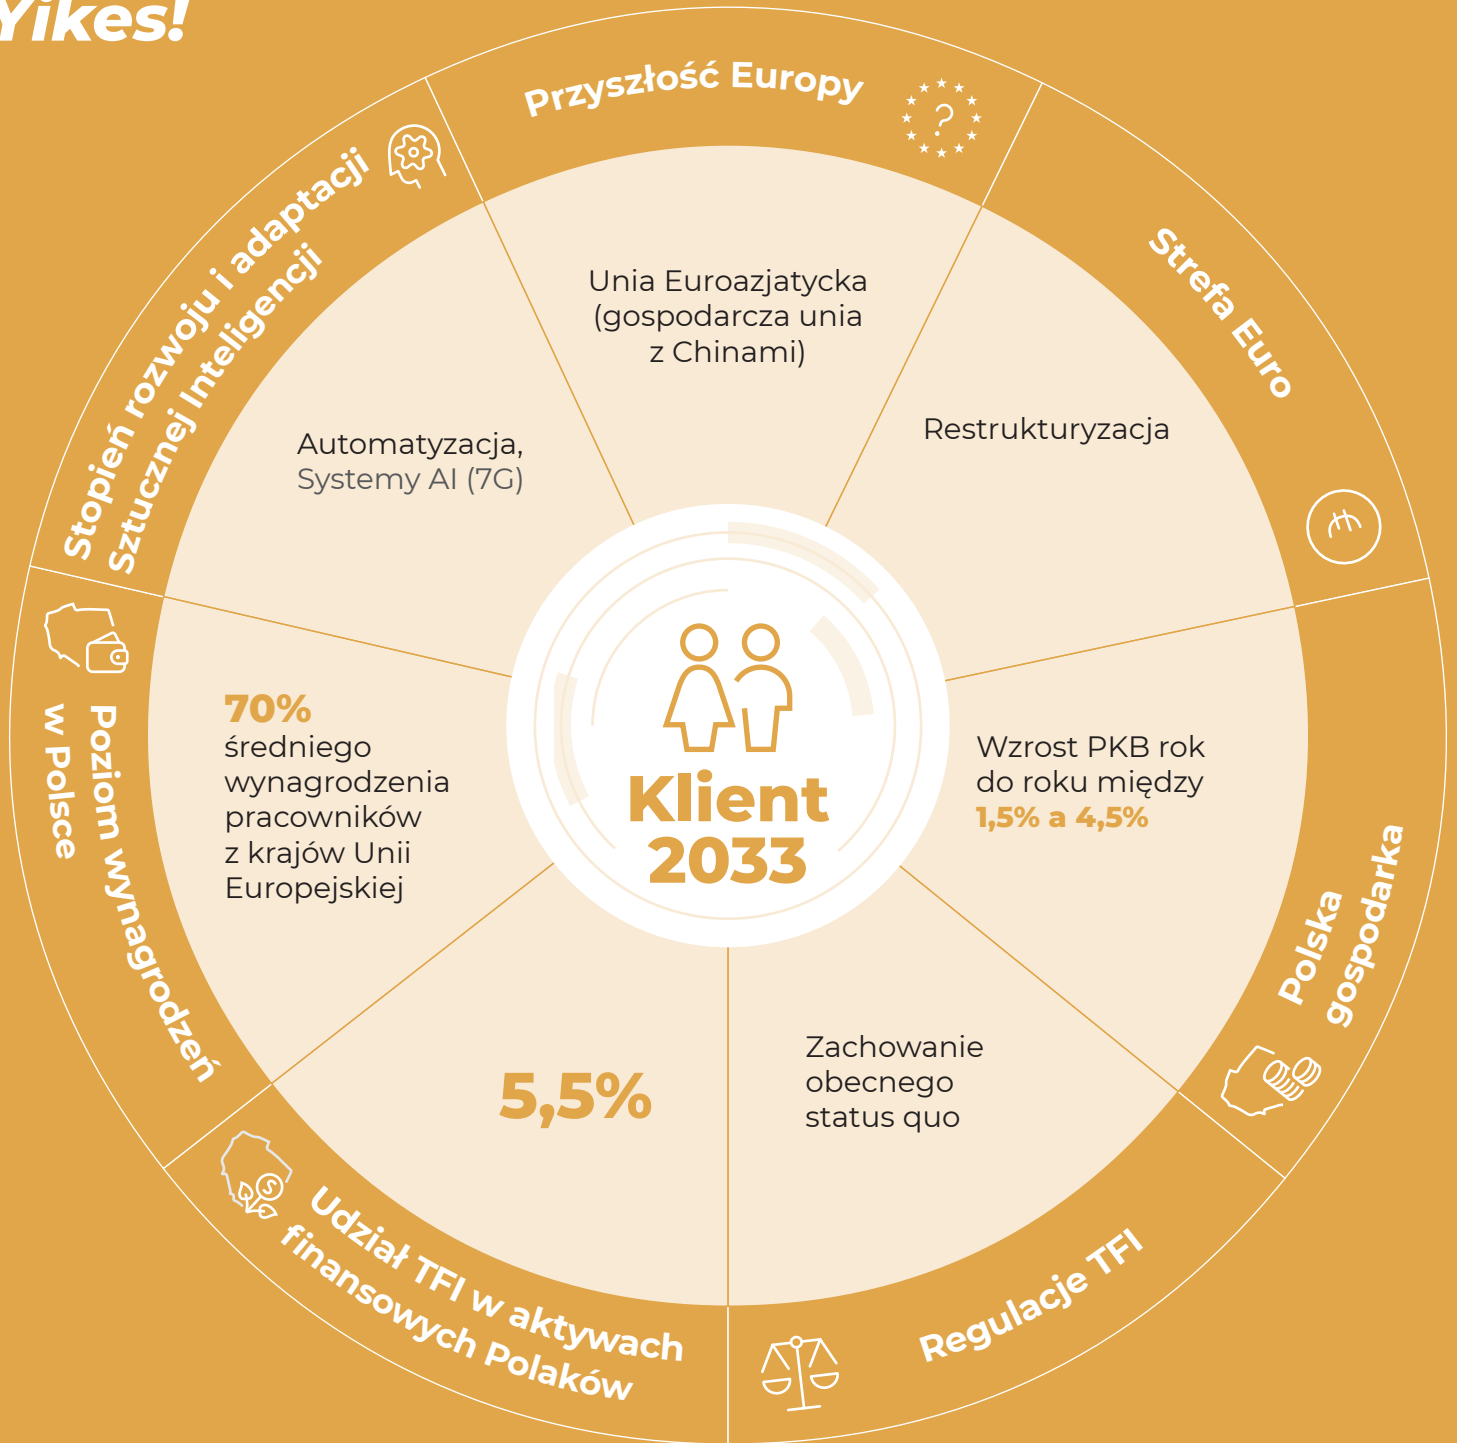 Yikes!
Przyszłość Europy
?
Unia Euroazjatycka
(gospodarcza unia
z Chinami)
Strefa Euro
Restrukturyzacja
Polska
gospodarka
Wzrost PKB rok
do roku między
1,5% a 4,5%
Regulacje TFI
Zachowanie
obecnego
status quo
Udział TFI w aktywach
finansowych Polaków
5,5%
Poziom wynagrodzeń
w Polsce
70%
średniego
wynagrodzenia
pracowników
z krajów Unii
Europejskiej
Stopień rozwoju i adaptacji
Sztucznej Inteligencji
Automatyzacja,
Systemy AI (7G)
Klient
2033